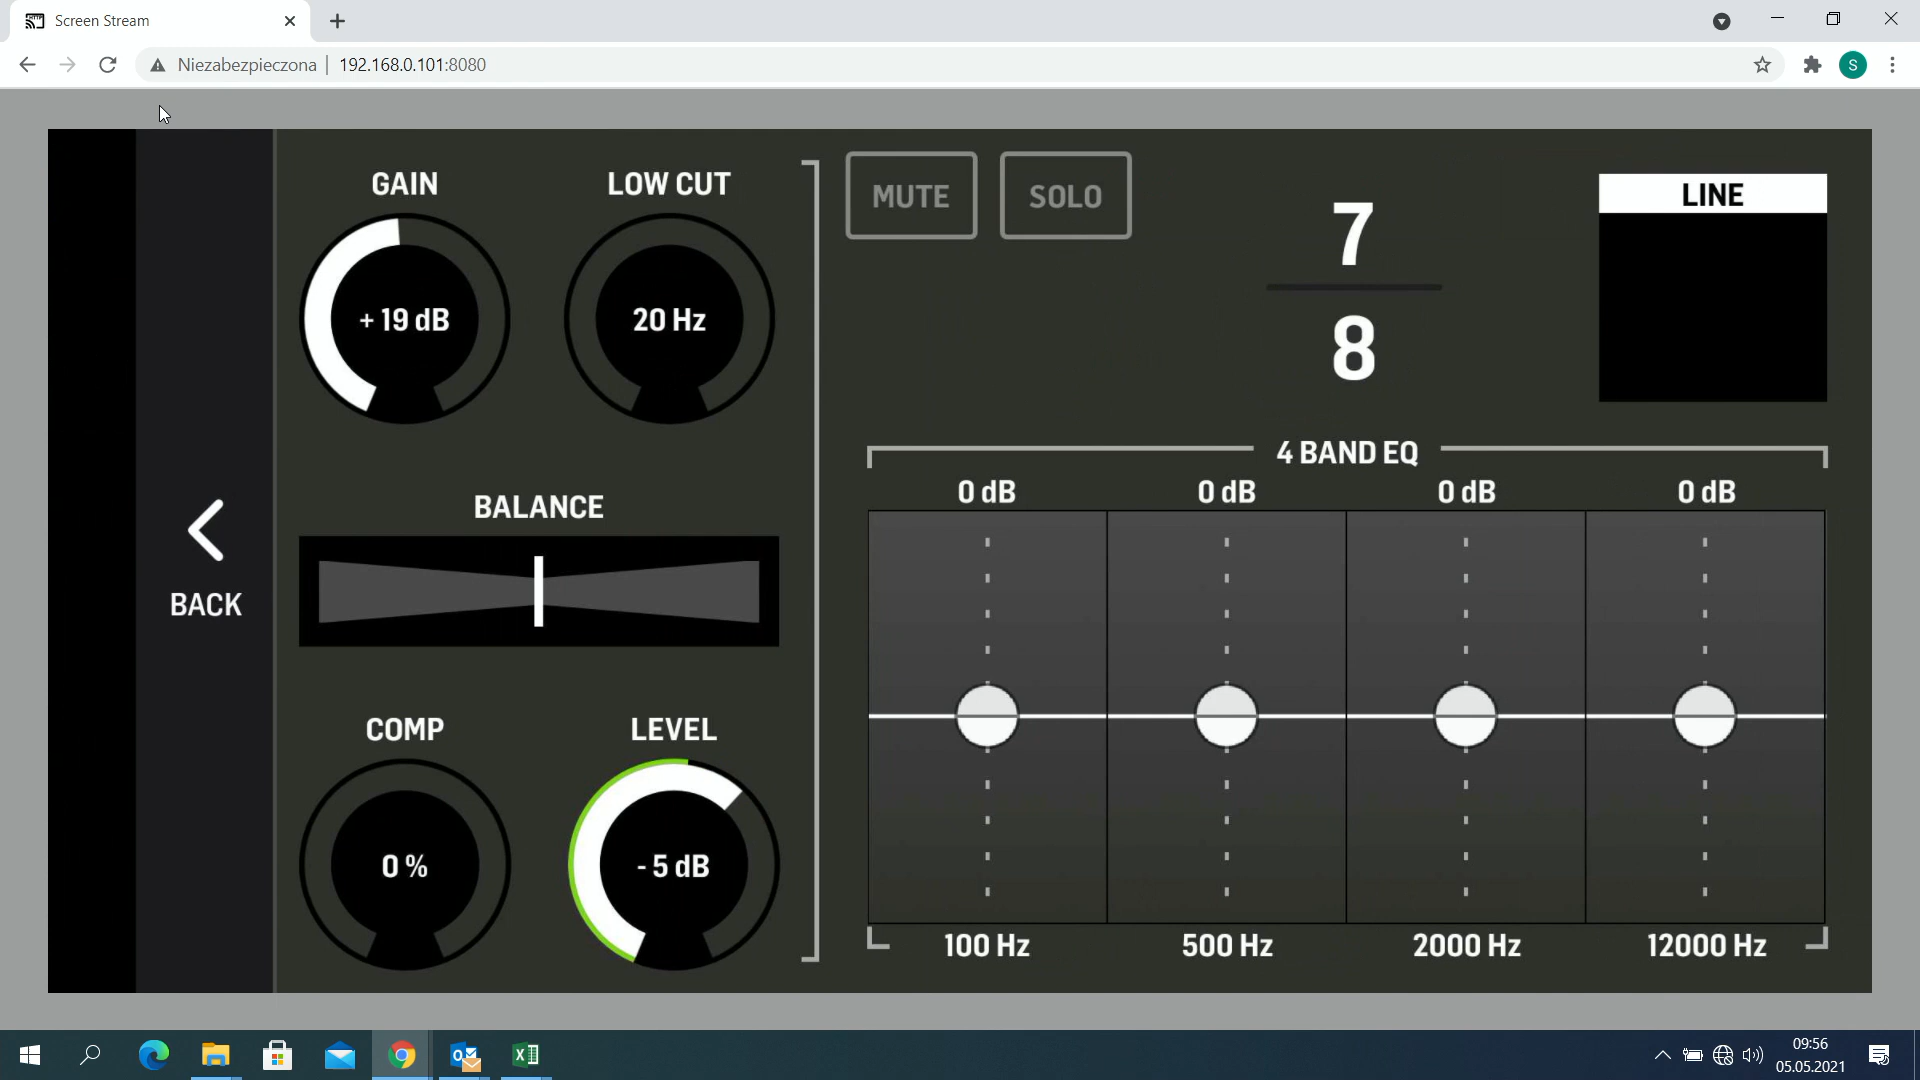 Screen Stream
Niezabezpieczona | 192.168.0.101:8080
S
GAIN
+ 19 dB
LOW CUT
20 Hz
MUTE
SOLO
7
8
LINE
BACK
BALANCE
COMP
0 %
LEVEL
- 5 dB
4 BAND EQ
0 dB 0 dB 0 dB 0 dB
100 Hz 500 Hz 2000 Hz 12000 Hz
09:56
05.05.2021